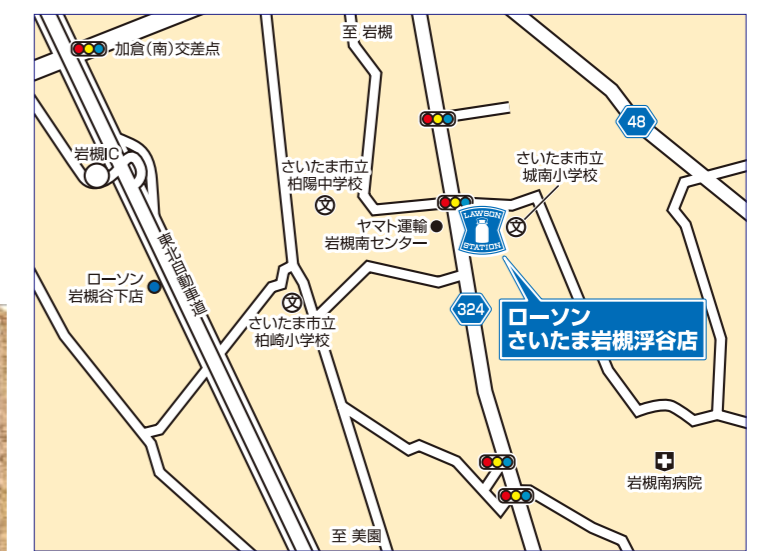 至 岩槻
加倉(南)交差点
48
岩槻IC
さいたま市立
柏陽中学校
文
さいたま市立
城南小学校
文
ヤマト運輸
岩槻南センター
LAWSON
STATION
東北自動車道
ローソン
岩槻谷下店
文
さいたま市立
柏崎小学校
324
ローソン
さいたま岩槻浮谷店
岩槻南病院
至 美園